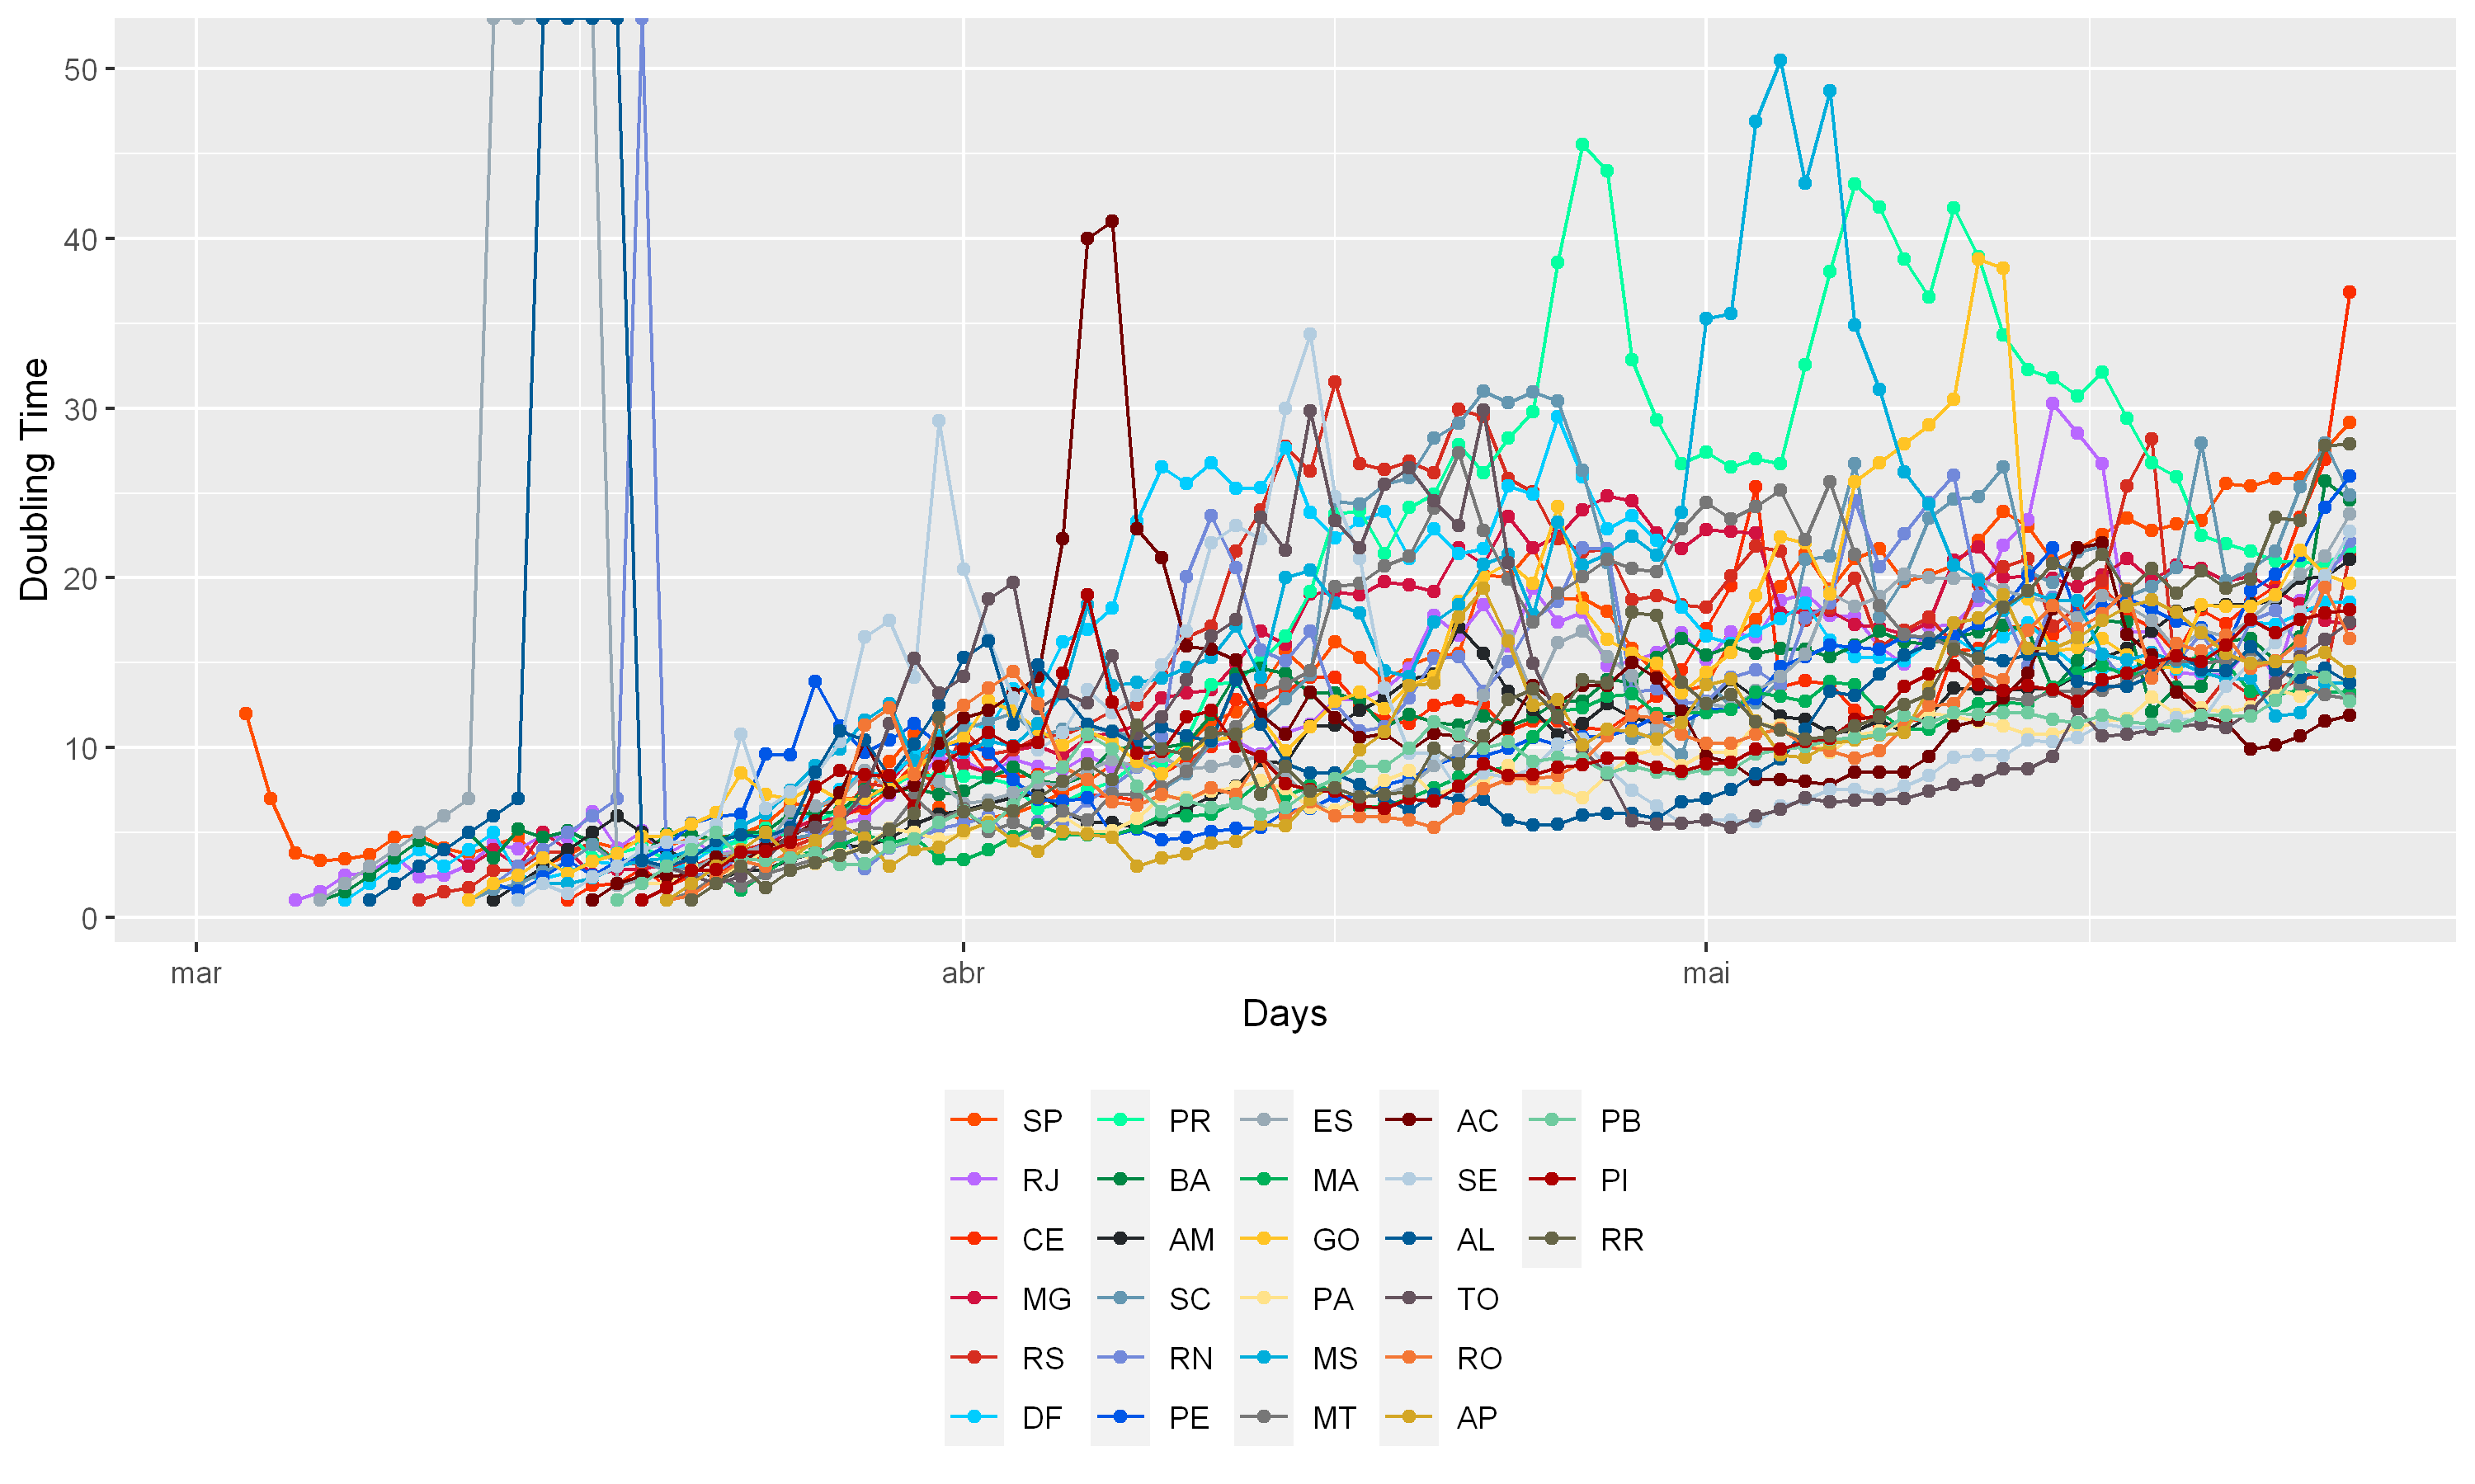 50
40
30
20
10
0
Doubling Time
mar abr mai
Days
SP PR ES AC PB
RJ BA MA SE PI
CE AM GO AL RR
MG SC PA TO
RS RN MS RO
DF PE MT AP